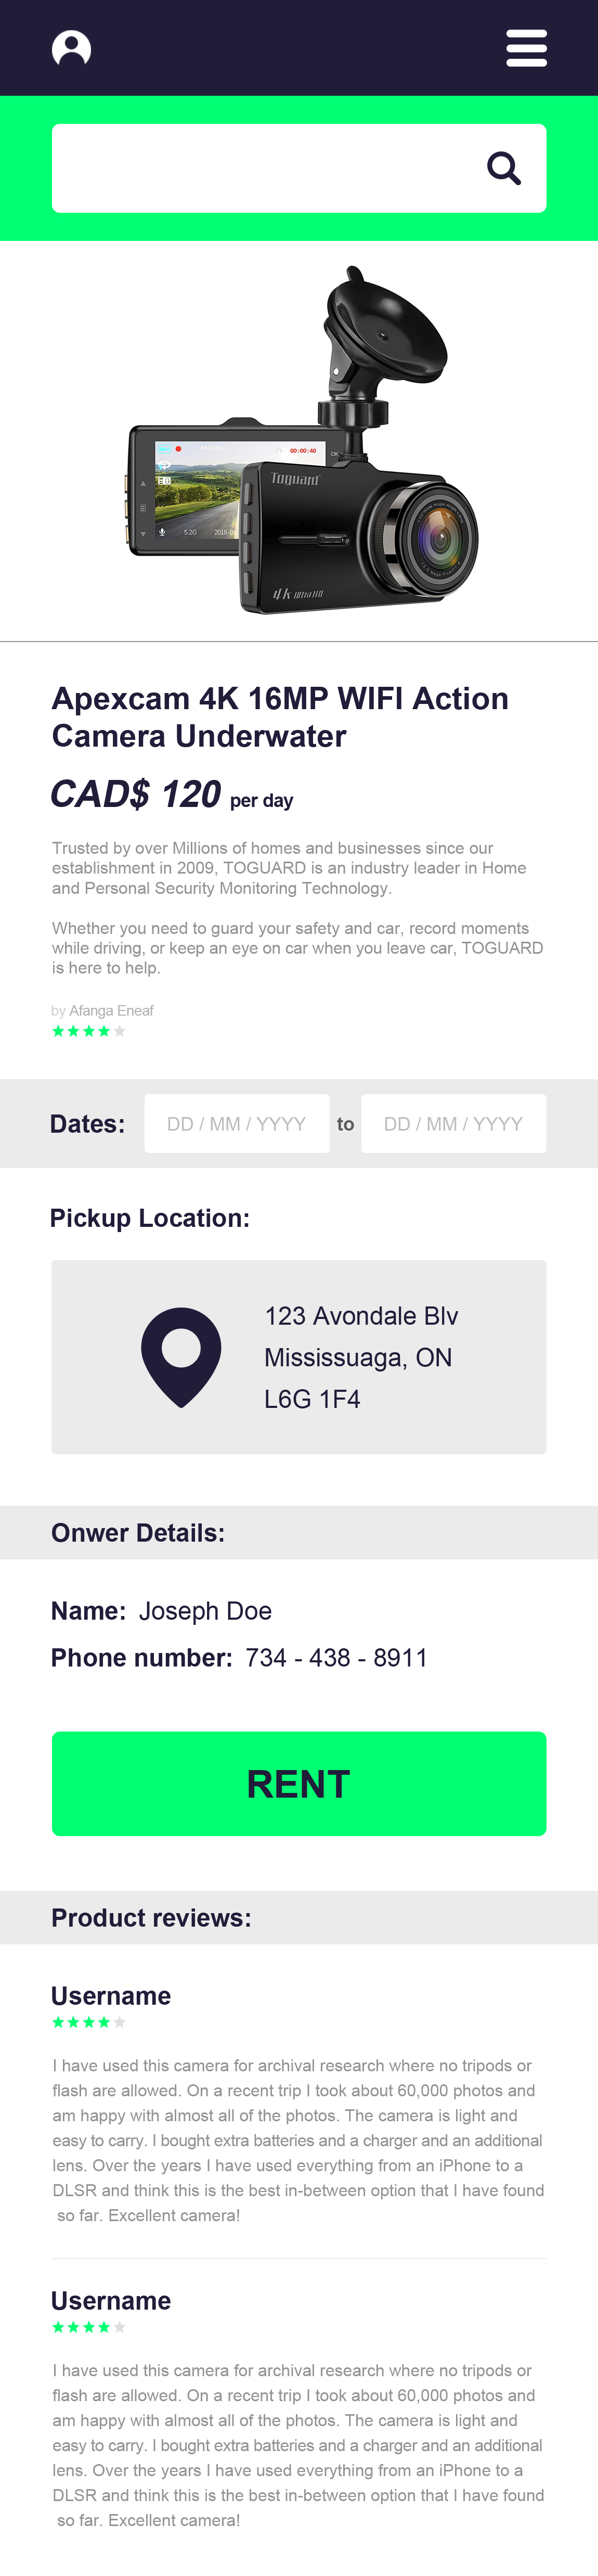 00:00:40
OK
5.2G 2018-0
Toguard
4k Ultra HD
Apexcam 4K 16MP WIFI Action
Camera Underwater
CAD$ 120 per day
Trusted by over Millions of homes and businesses since our
establishment in 2009, TOGUARD is an industry leader in Home
and Personal Security Monitoring Technology.
Whether you need to guard your safety and car, record moments
while driving, or keep an eye on car when you leave car, TOGUARD
is here to help.
by Afanga Eneaf
Dates: DD / MM / YYYY to DD / MM / YYYY
Pickup Location:
123 Avondale Blv
Mississuaga, ON
L6G 1F4
Onwer Details:
Name: Joseph Doe
Phone number: 734 - 438 - 8911
RENT
Product reviews:
Username
I have used this camera for archival research where no tripods or
flash are allowed. On a recent trip I took about 60,000 photos and
am happy with almost all of the photos. The camera is light and
easy to carry. I bought extra batteries and a charger and an additional
lens. Over the years I have used everything from an iPhone to a
DLSR and think this is the best in-between option that I have found
so far. Excellent camera!
Username
I have used this camera for archival research where no tripods or
flash are allowed. On a recent trip I took about 60,000 photos and
am happy with almost all of the photos. The camera is light and
easy to carry. I bought extra batteries and a charger and an additional
lens. Over the years I have used everything from an iPhone to a
DLSR and think this is the best in-between option that I have found
so far. Excellent camera!